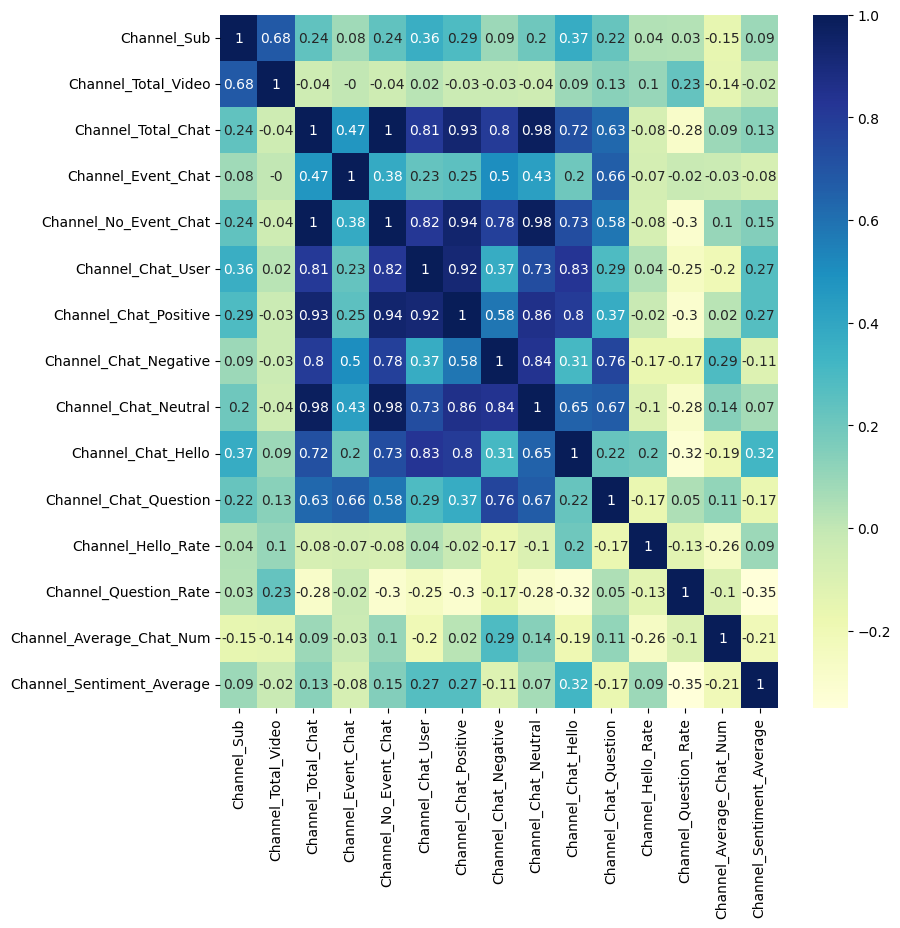 Channel_Sub 1 0.68 0.24 0.08 0.24 0.36 0.29 0.09 0.2 0.37 0.22 0.04 0.03 -0.15 0.09
Channel_Total_Video 0.68 1 -0.04 -0 -0.04 0.02 -0.03 -0.03 -0.04 0.09 0.13 0.1 0.23 -0.14 -0.02
Channel_Total_Chat 0.24 -0.04 1 0.47 1 0.81 0.93 0.8 0.98 0.72 0.63 -0.08 -0.28 0.09 0.13
Channel_Event_Chat 0.08 -0 0.47 1 0.38 0.23 0.25 0.5 0.43 0.2 0.66 -0.07 -0.02 -0.03 -0.08
Channel_No_Event_Chat 0.24 -0.04 1 0.38 1 0.82 0.94 0.78 0.98 0.73 0.58 -0.08 -0.3 0.1 0.15
Channel_Chat_User 0.36 0.02 0.81 0.23 0.82 1 0.92 0.37 0.73 0.83 0.29 0.04 -0.25 -0.2 0.27
Channel_Chat_Positive 0.29 -0.03 0.93 0.25 0.94 0.92 1 0.58 0.86 0.8 0.37 -0.02 -0.3 0.02 0.27
Channel_Chat_Negative 0.09 -0.03 0.8 0.5 0.78 0.37 0.58 1 0.84 0.31 0.76 -0.17 -0.17 0.29 -0.11
Channel_Chat_Neutral 0.2 -0.04 0.98 0.43 0.98 0.73 0.86 0.84 1 0.65 0.67 -0.1 -0.28 0.14 0.07
Channel_Chat_Hello 0.37 0.09 0.72 0.2 0.73 0.83 0.8 0.31 0.65 1 0.22 0.2 -0.32 -0.19 0.32
Channel_Chat_Question 0.22 0.13 0.63 0.66 0.58 0.29 0.37 0.76 0.67 0.22 1 -0.17 0.05 0.11 -0.17
Channel_Hello_Rate 0.04 0.1 -0.08 -0.07 -0.08 0.04 -0.02 -0.17 -0.1 0.2 -0.17 1 -0.13 -0.26 0.09
Channel_Question_Rate 0.03 0.23 -0.28 -0.02 -0.3 -0.25 -0.3 -0.17 -0.28 -0.32 0.05 -0.13 1 -0.1 -0.35
Channel_Average_Chat_Num -0.15 -0.14 0.09 -0.03 0.1 -0.2 0.02 0.29 0.14 -0.19 0.11 -0.26 -0.1 1 -0.21
Channel_Sentiment_Average 0.09 -0.02 0.13 -0.08 0.15 0.27 0.27 -0.11 0.07 0.32 -0.17 0.09 -0.35 -0.21 1
Channel_Sub
Channel_Total_Video
Channel_Total_Chat
Channel_Event_Chat
Channel_No_Event_Chat
Channel_Chat_User
Channel_Chat_Positive
Channel_Chat_Negative
Channel_Chat_Neutral
Channel_Chat_Hello
Channel_Chat_Question
Channel_Hello_Rate
Channel_Question_Rate
Channel_Average_Chat_Num
Channel_Sentiment_Average
1.0
0.8
0.6
0.4
0.2
0.0
-0.2